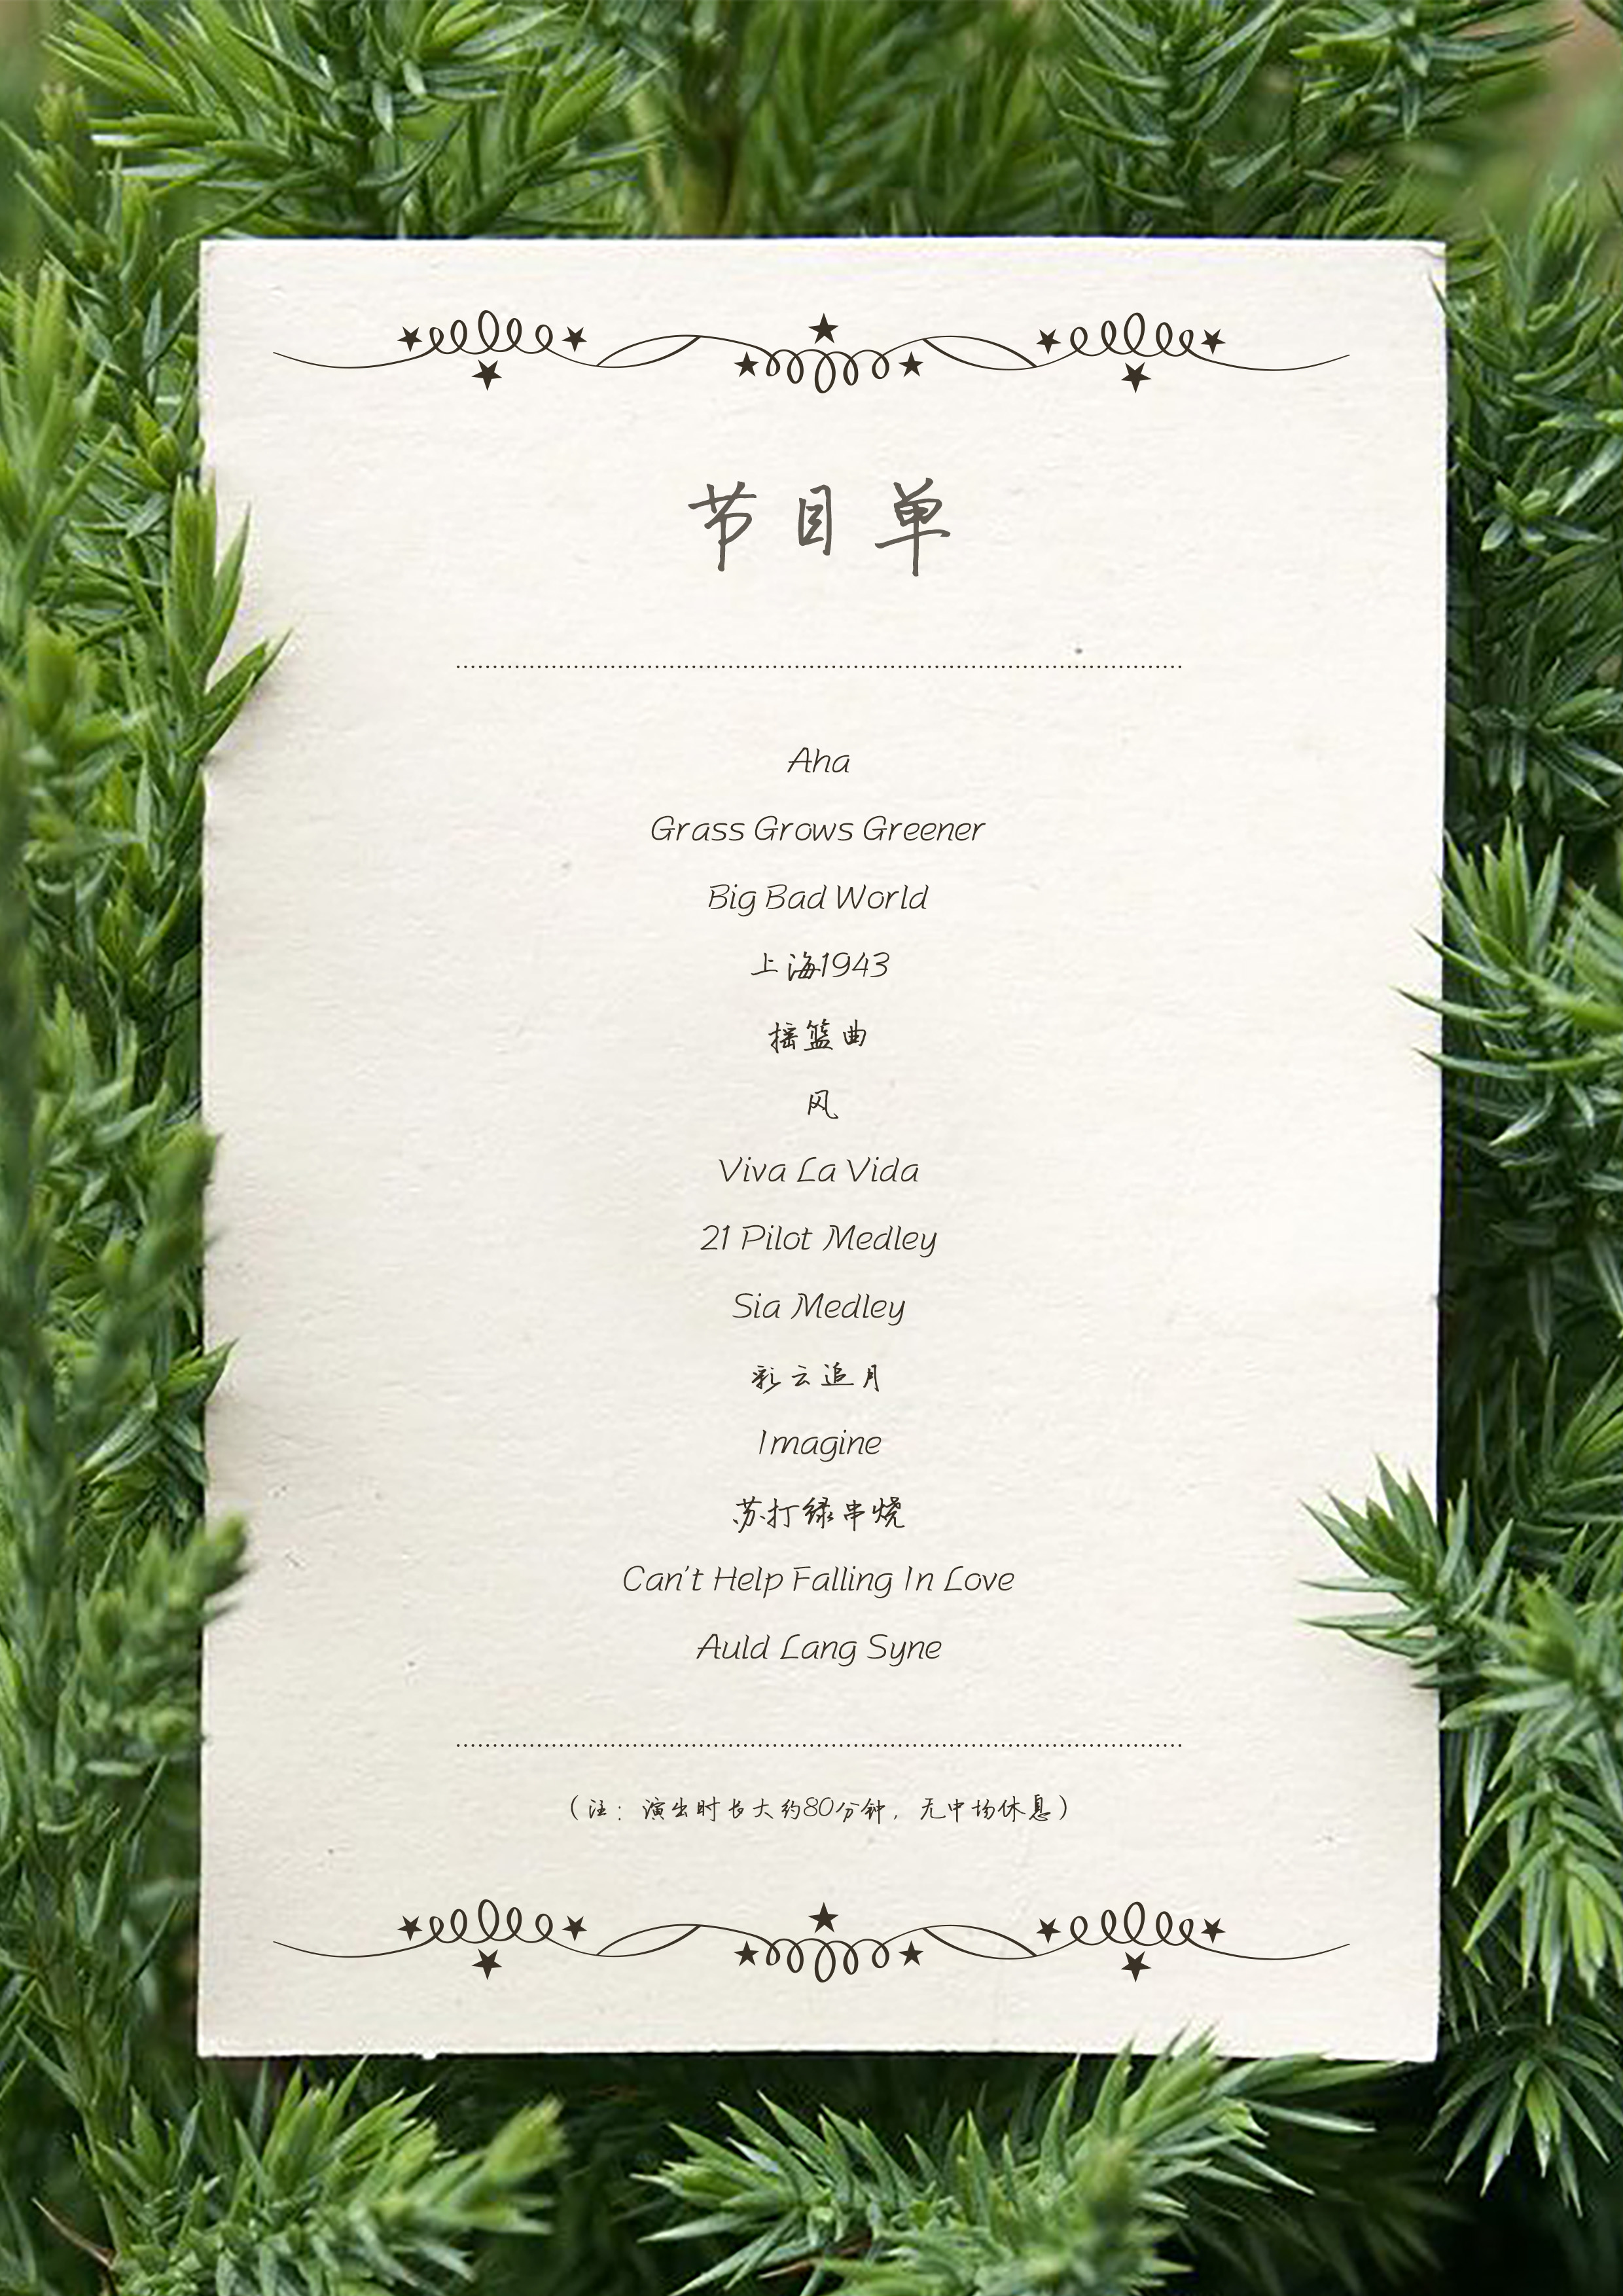 节目单
Aha
Grass Grows Greener
Big Bad World
上海1943
摇篮曲
风
Viva La Vida
21 Pilot Medley
Sia Medley
彩云追月
Imagine
苏打绿串烧
Can't Help Falling In Love
Auld Lang Syne
（注：演出时长大约80分钟，无中场休息）